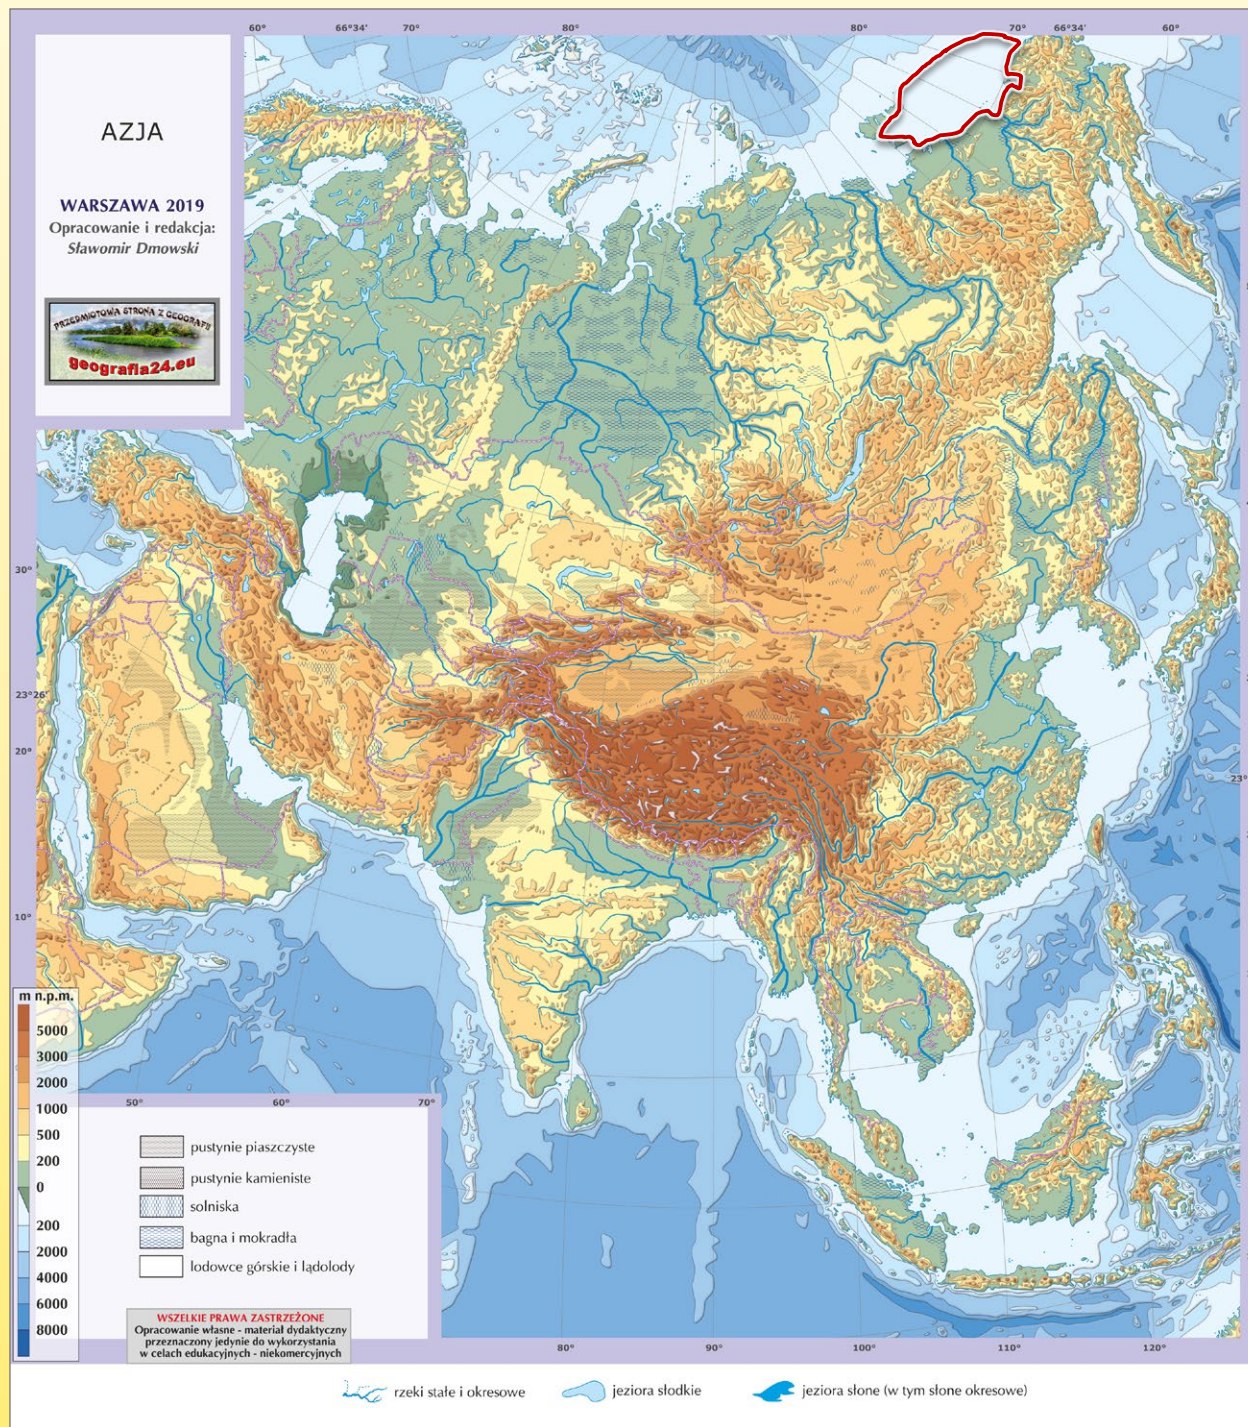 60° 66°34' 70° 80° 80° 70° 66°34' 60°
AZJA
WARSZAWA 2019
Opracowanie i redakcja:
Sławomir Dmowski
PRZEDMIOTOWA STRONA Z GEOGRAFII
geografia24.eu
30°
23°26'
20°
23°
10°
m n.p.m.
5000
3000
2000
1000
500
200
0
200
2000
4000
6000
8000
50° 60° 70°
pustynie piaszczyste
pustynie kamieniste
solniska
bagna i mokradła
lodowce górskie i lądolody
WSZELKIE PRAWA ZASTRZEŻONE
Opracowanie własne - materiał dydaktyczny
przeznaczony jedynie do wykorzystania
w celach edukacyjnych - niekomercyjnych
80° 90° 100° 110° 120°
rzeki stałe i okresowe
jeziora słodkie
jeziora słone (w tym słone okresowe)